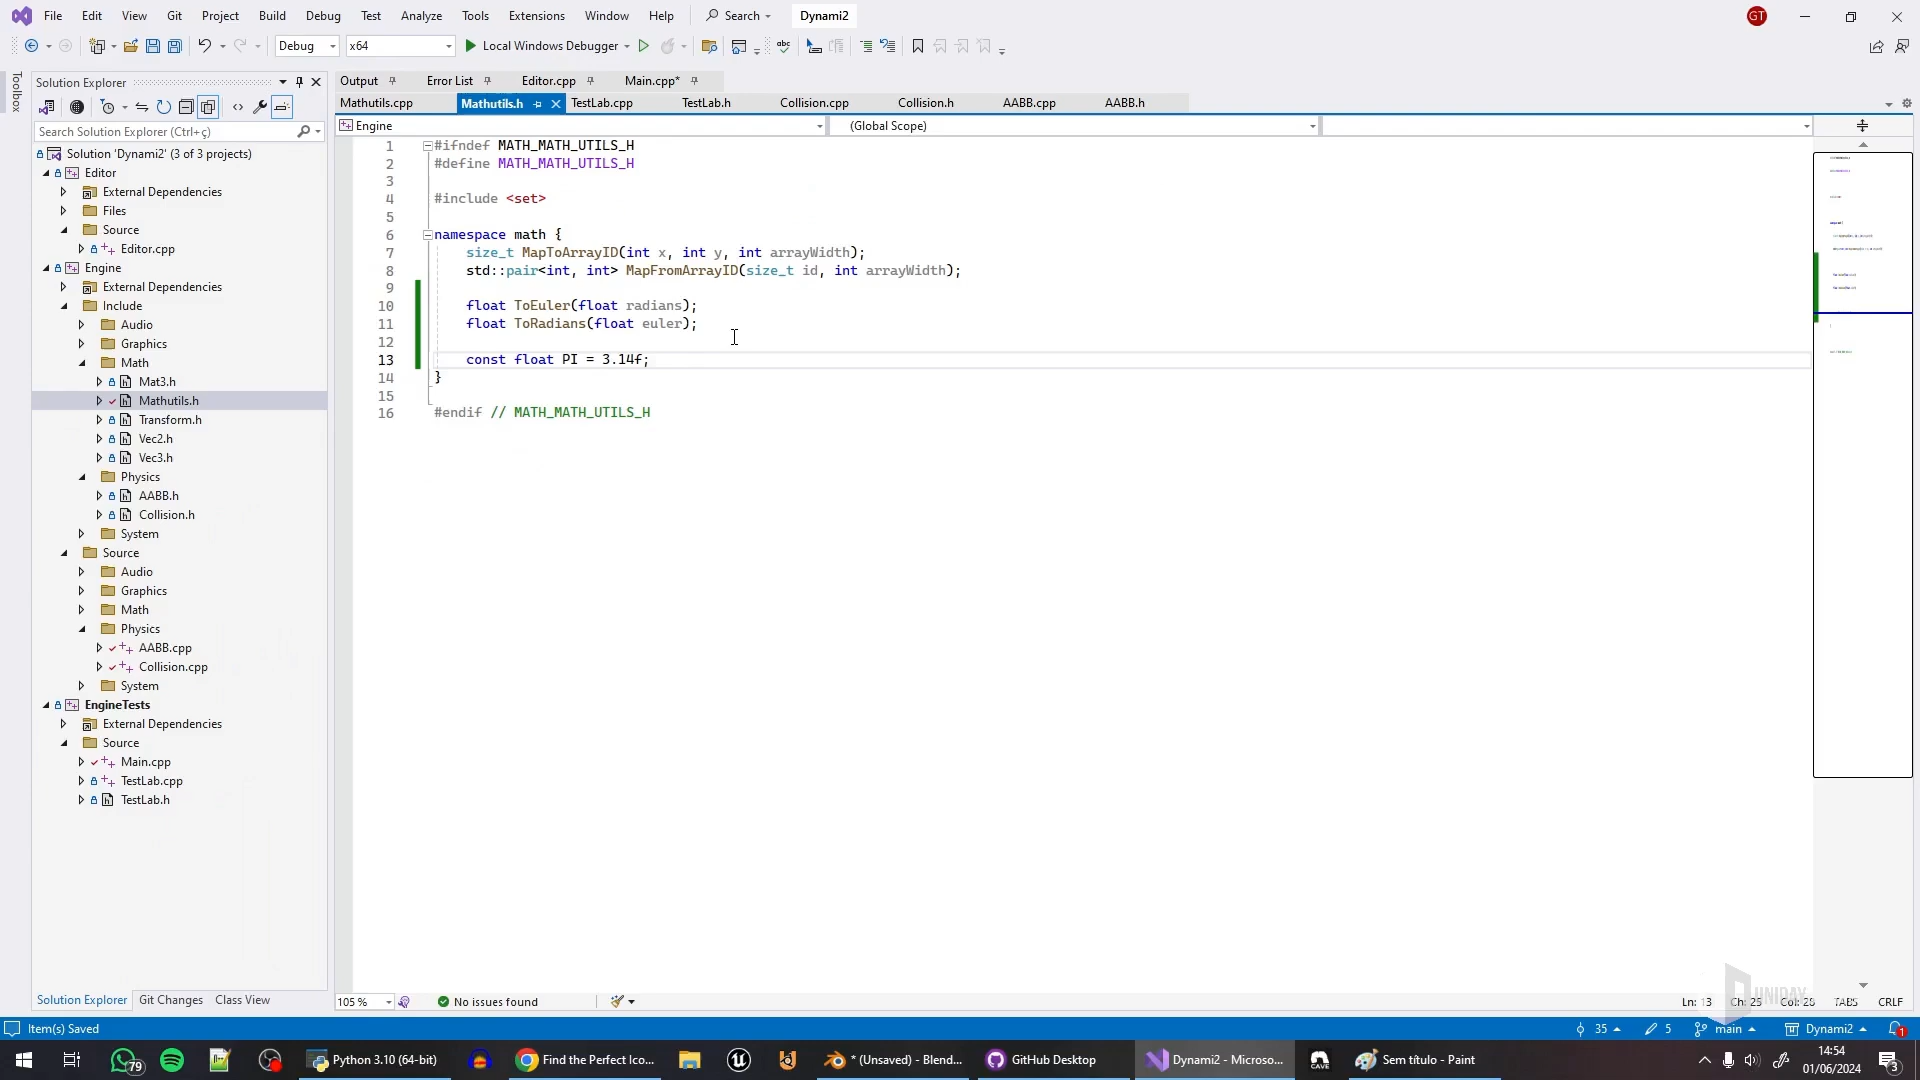 File Edit View Git Project Build Debug Test Analyze Tools Extensions Window Help Search Dynami2 GT
Debug x64 Local Windows Debugger
Toolbox
Solution Explorer
Output Error List Editor.cpp Main.cpp*
Mathutils.cpp Mathutils.h TestLab.cpp TestLab.h Collision.cpp Collision.h AABB.cpp AABB.h
Search Solution Explorer (Ctrl+ç)
Engine (Global Scope)
Solution 'Dynami2' (3 of 3 projects)
Editor
External Dependencies
Files
Source
Editor.cpp
Engine
External Dependencies
Include
Audio
Graphics
Math
Mat3.h
Mathutils.h
Transform.h
Vec2.h
Vec3.h
Physics
AABB.h
Collision.h
System
Source
Audio
Graphics
Math
Physics
AABB.cpp
Collision.cpp
System
EngineTests
External Dependencies
Source
Main.cpp
TestLab.cpp
TestLab.h
1 #ifndef MATH_MATH_UTILS_H
2 #define MATH_MATH_UTILS_H
3
4 #include <set>
5
6 namespace math {
7 size_t MapToArrayID(int x, int y, int arrayWidth);
8 std::pair<int, int> MapFromArrayID(size_t id, int arrayWidth);
9
10 float ToEuler(float radians);
11 float ToRadians(float euler);
12
13 const float PI = 3.14f;
14 }
15
16 #endif // MATH_MATH_UTILS_H
Solution Explorer Git Changes Class View
105 % No issues found Ln: 13 Ch: 25 Col: 28 TABS CRLF
UNIDAY
Item(s) Saved 35 5 main Dynami2 1
79 Python 3.10 (64-bit) Find the Perfect Ico... * (Unsaved) - Blend... GitHub Desktop Dynami2 - Microso... CAVE Sem título - Paint 14:54
01/06/2024 3